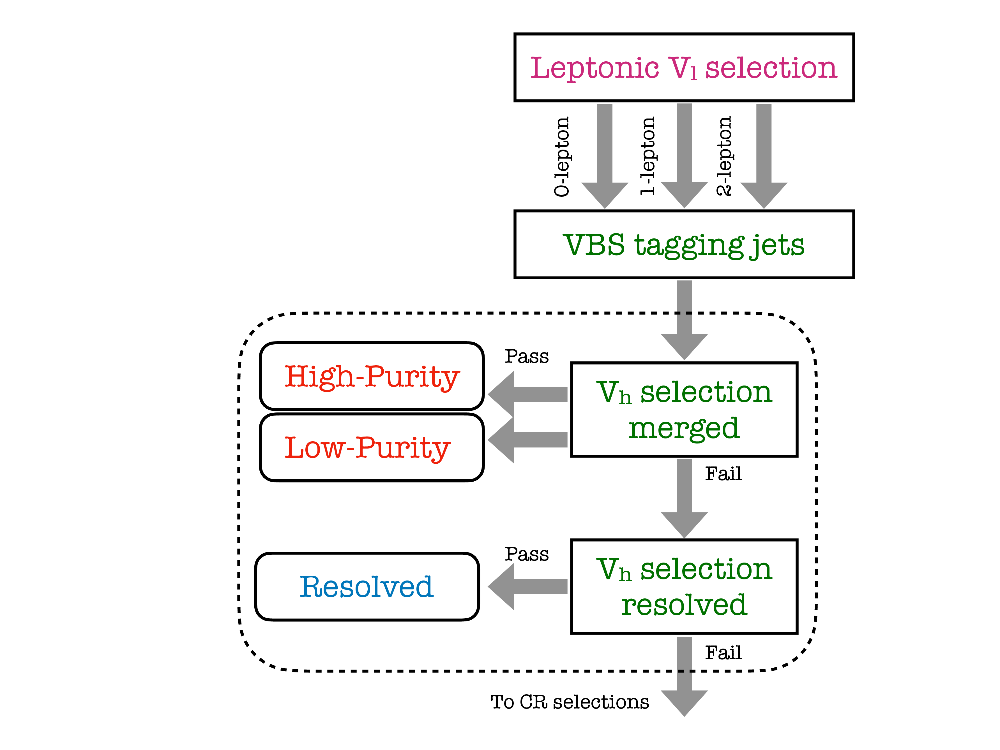 Leptonic Vl selection
0-lepton
1-lepton
2-lepton
VBS tagging jets
High-Purity
Pass
Vh selection
merged
Low-Purity
Fail
Resolved
Pass
Vh selection
resolved
Fail
To CR selections